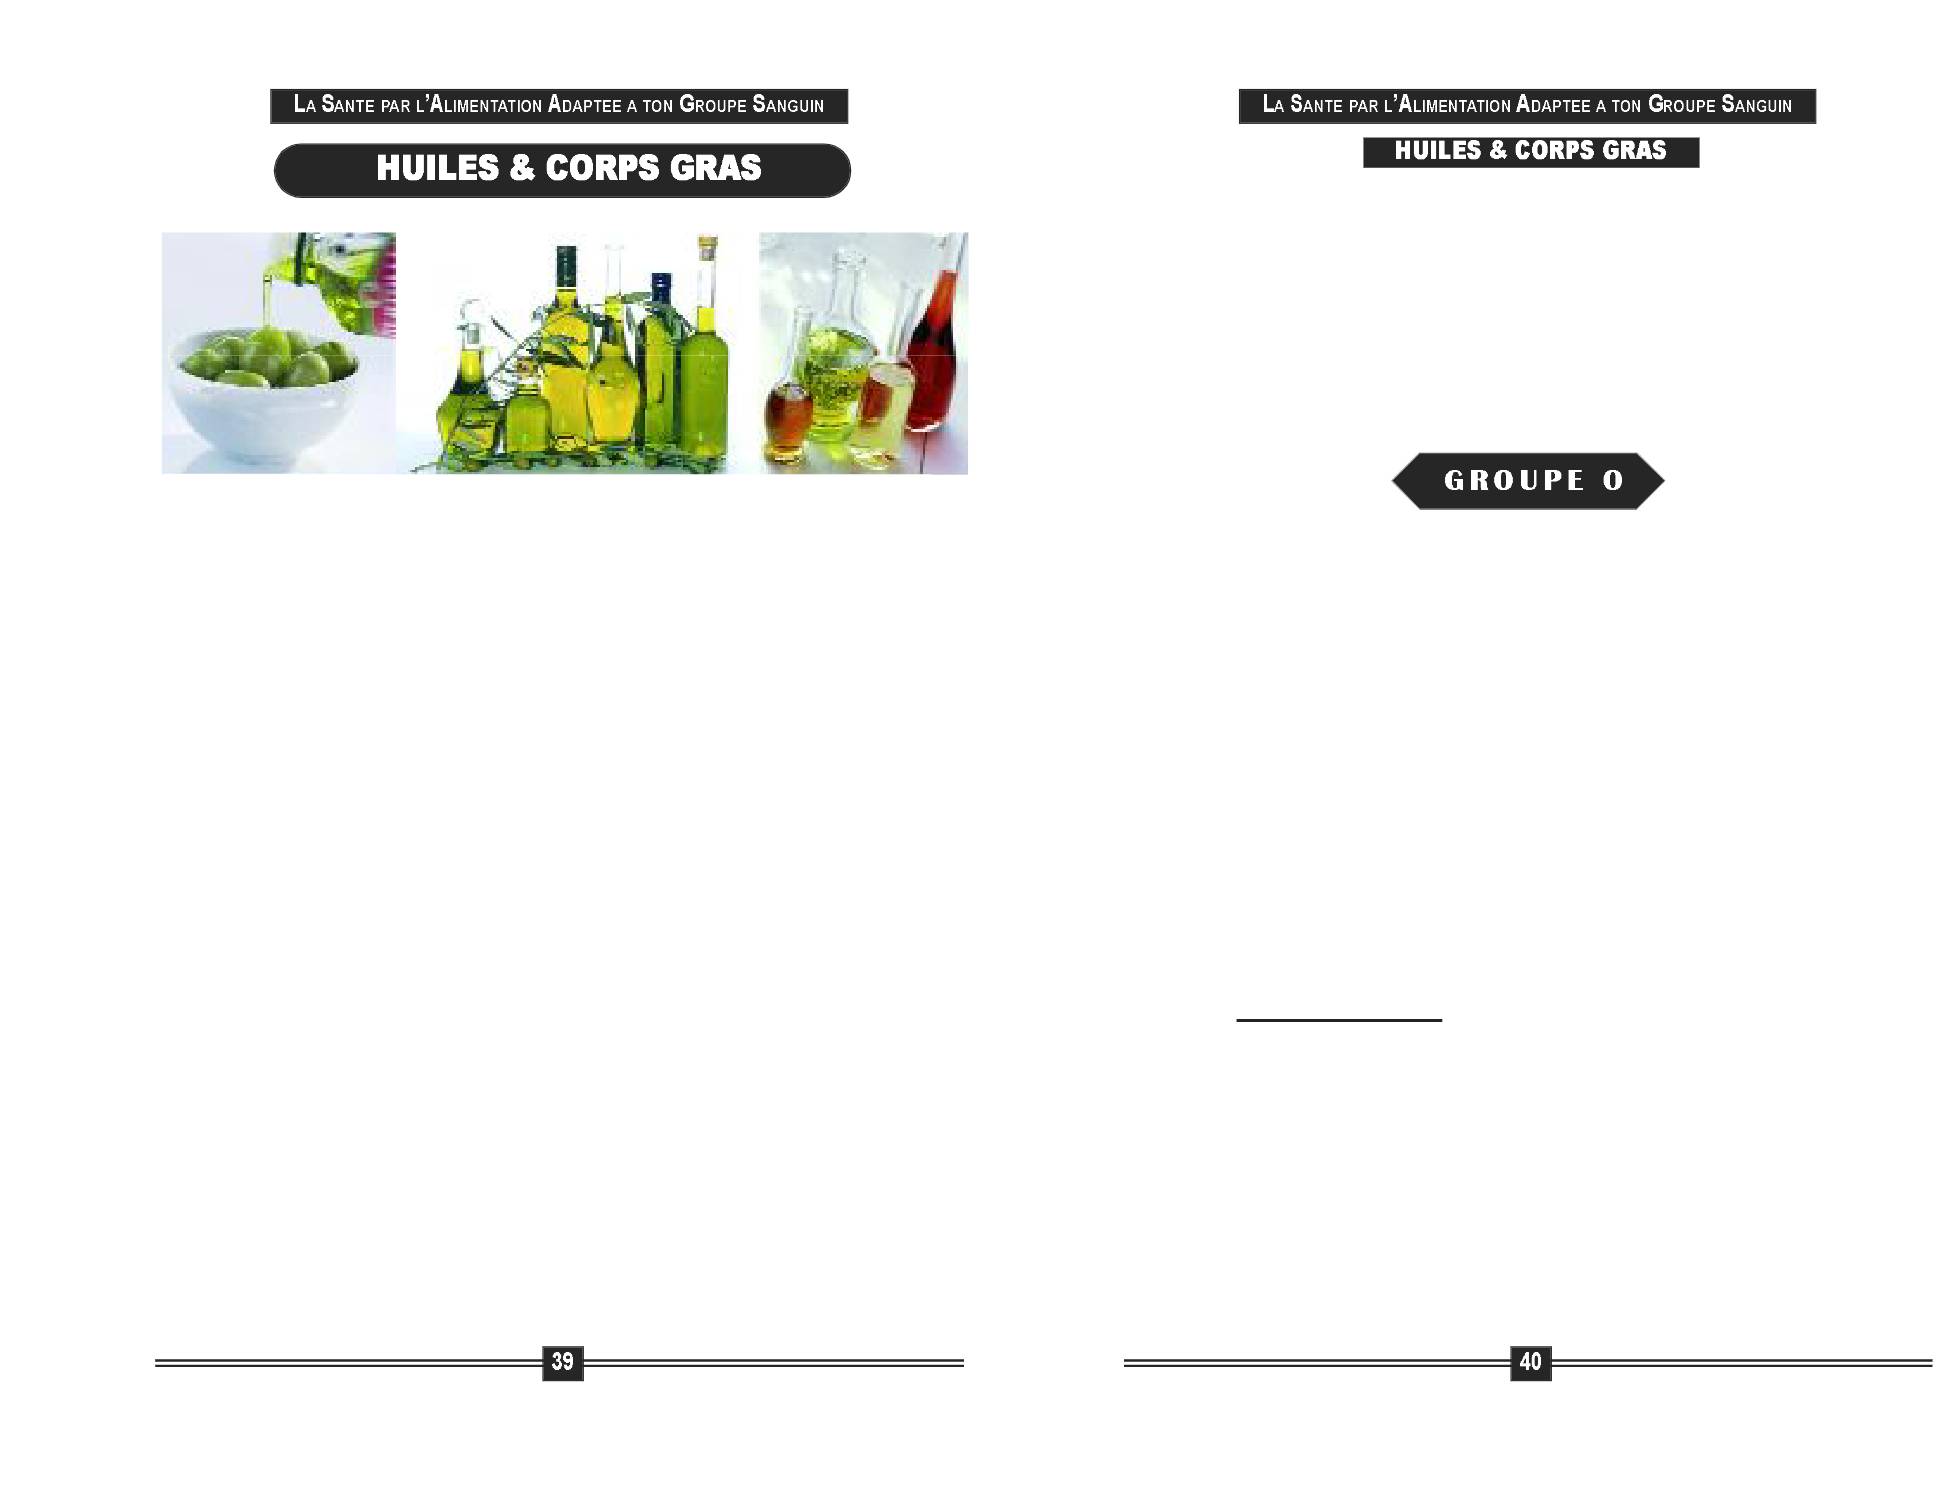 LA SANTE PAR L'ALIMENTATION ADAPTEE A TON GROUPE SANGUIN
HUILES & CORPS GRAS
39
LA SANTE PAR L'ALIMENTATION ADAPTEE A TON GROUPE SANGUIN
HUILES & CORPS GRAS
GROUPE O
40